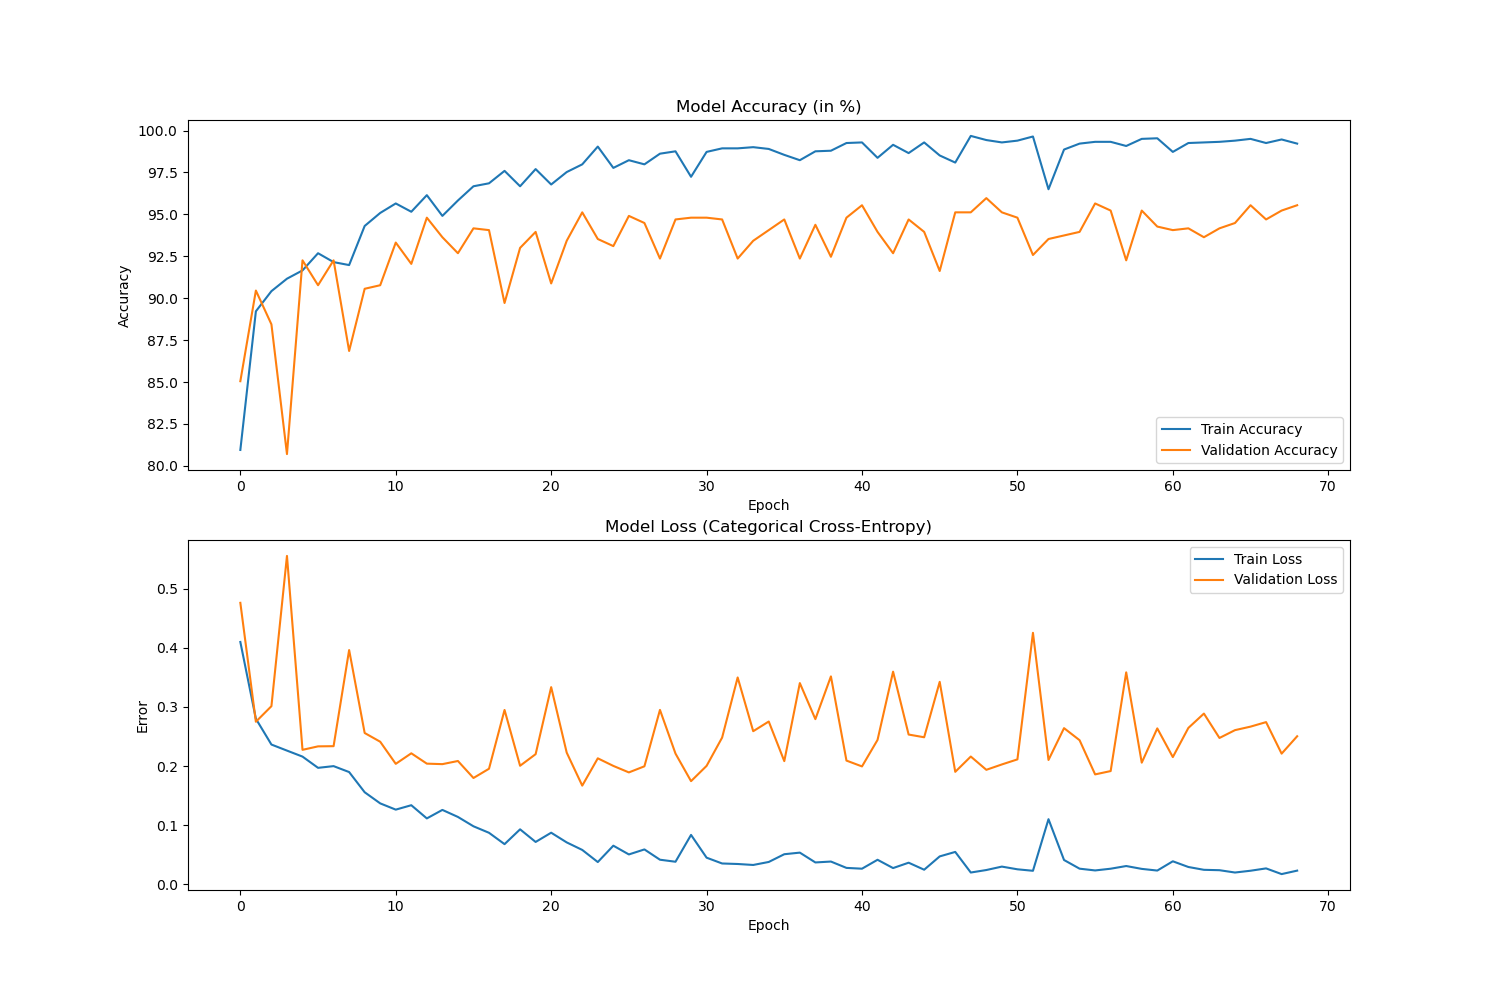 Model Accuracy (in %)
100.0
97.5
95.0
92.5
90.0
87.5
85.0
82.5
80.0
Accuracy
Train Accuracy
Validation Accuracy
0 10 20 30 40 50 60 70
Epoch
Model Loss (Categorical Cross-Entropy)
0.5
0.4
0.3
0.2
0.1
0.0
Error
Train Loss
Validation Loss
0 10 20 30 40 50 60 70
Epoch